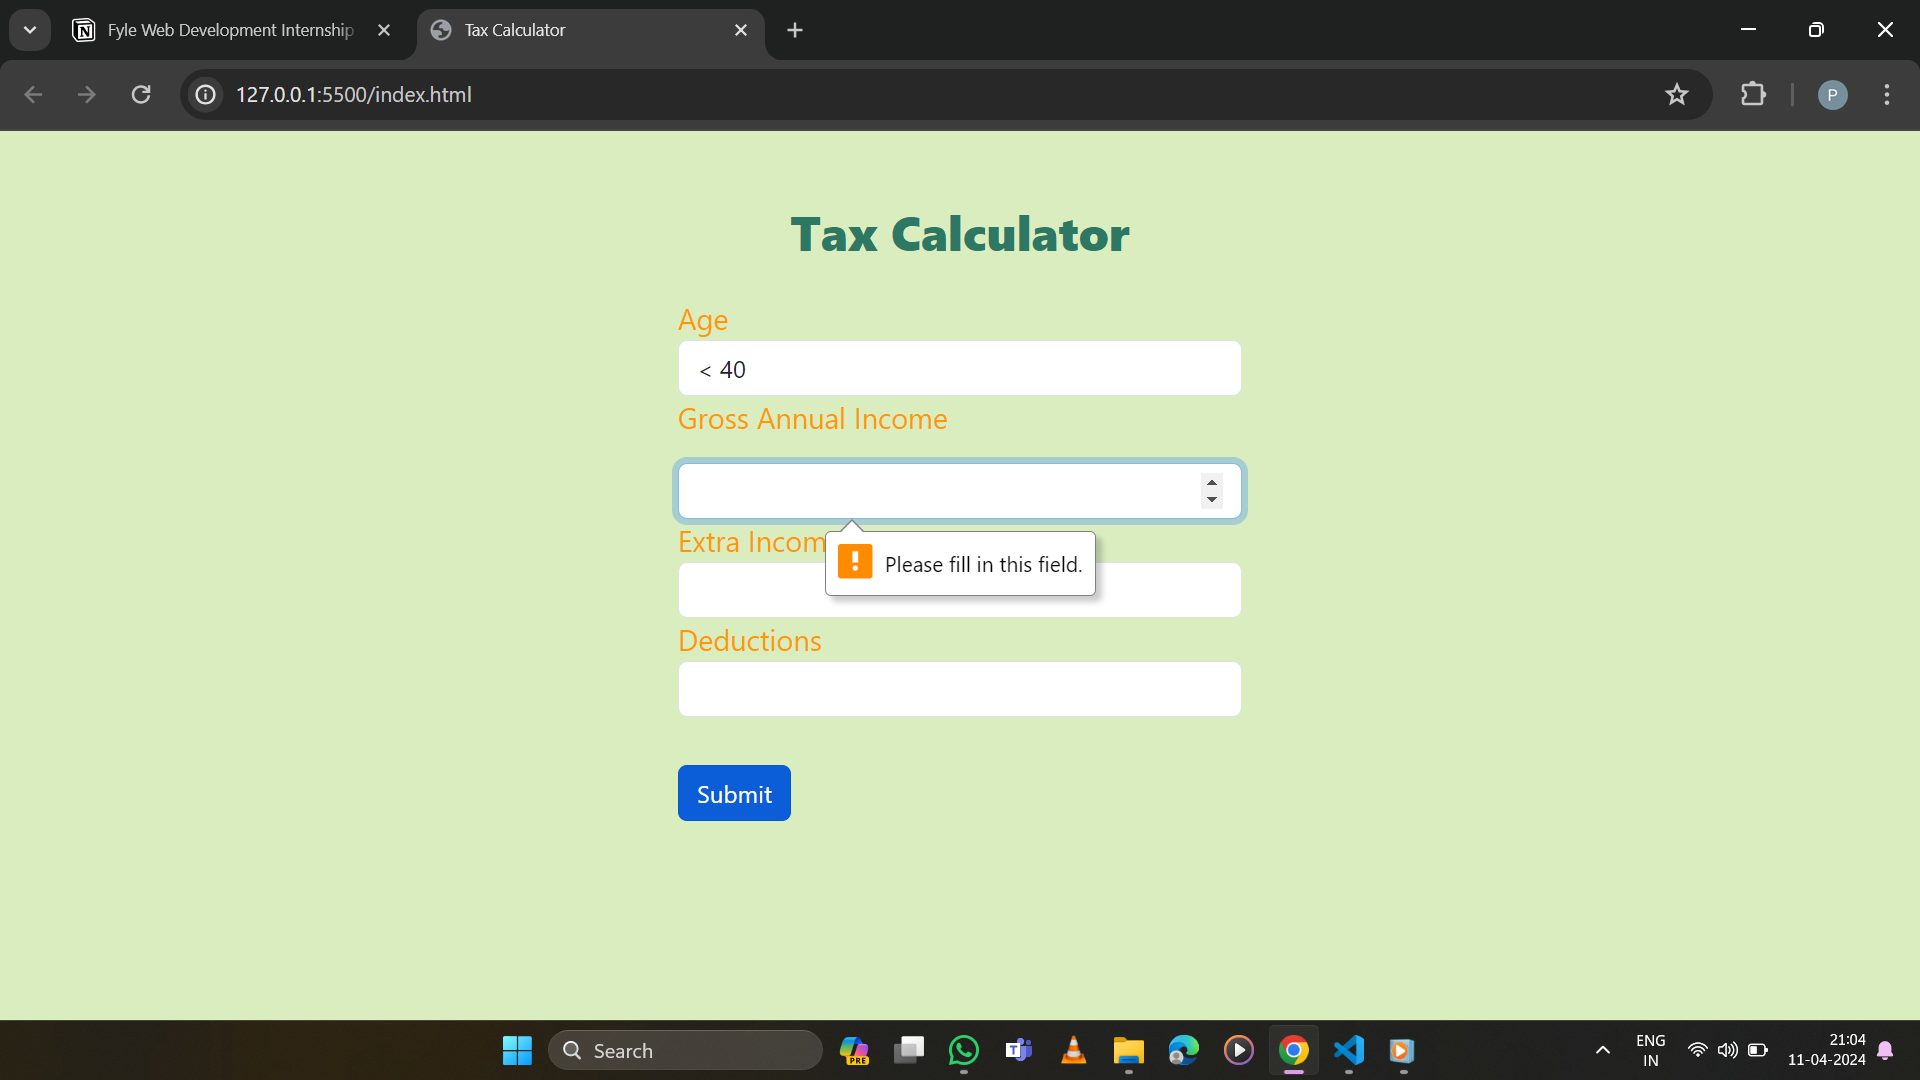 Fyle Web Development Internship
Tax Calculator
127.0.0.1:5500/index.html
P
Tax Calculator
Age
< 40
Gross Annual Income
Extra Incom
Please fill in this field.
Deductions
Submit
Search
PRE
ENG
IN
21:04
11-04-2024